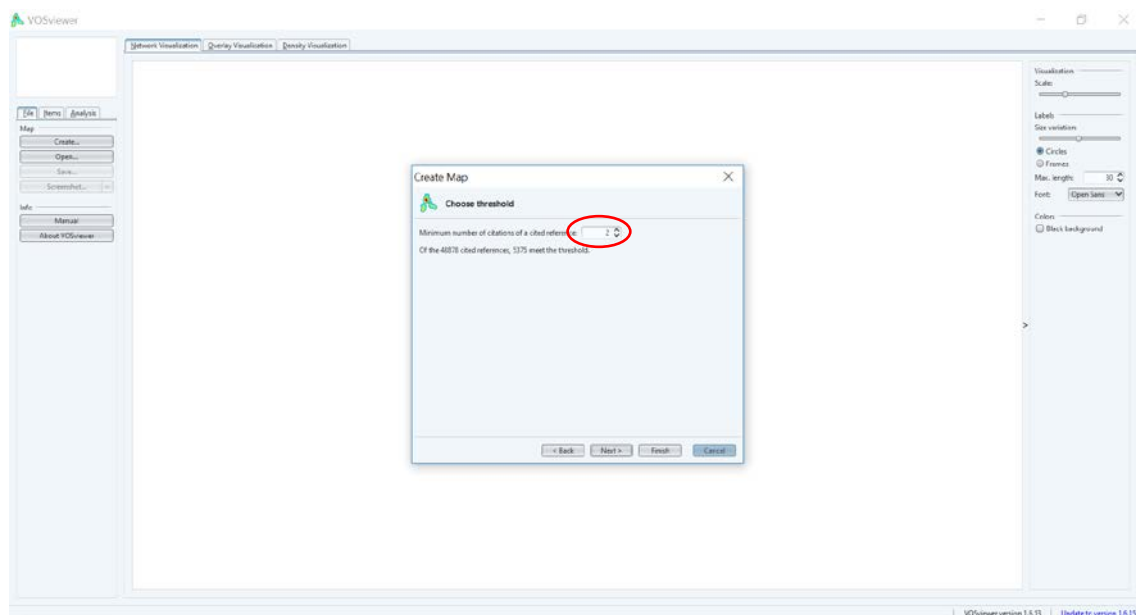 VOSviewer
Network Visualization Overlay Visualization Density Visualization
File Items Analysis
Map
Create...
Open...
Save...
Screenshot...
Info
Manual
About VOSviewer
Create Map
Choose threshold
Minimum number of citations of a cited reference: 2
Of the 48878 cited references, 5375 meet the threshold.
< Back Next > Finish Cancel
Visualization
Scale:
Labels
Size variation:
Circles
Frames
Max. length: 30
Font: Open Sans
Colors
Black background
>
VOSviewer version 1.6.13 Update to version 1.6.15